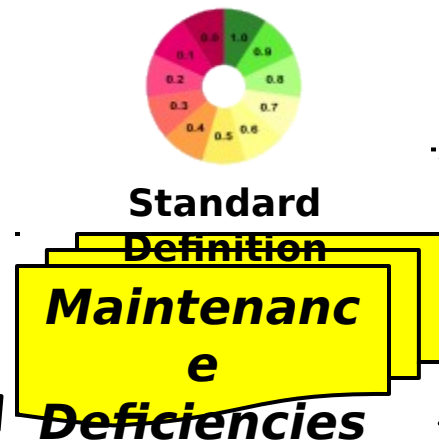 0.0 1.0
0.1 0.9
0.2 0.8
0.3 0.7
0.4 0.5 0.6
Standard
Definition
Maintenanc
e
Deficiencies